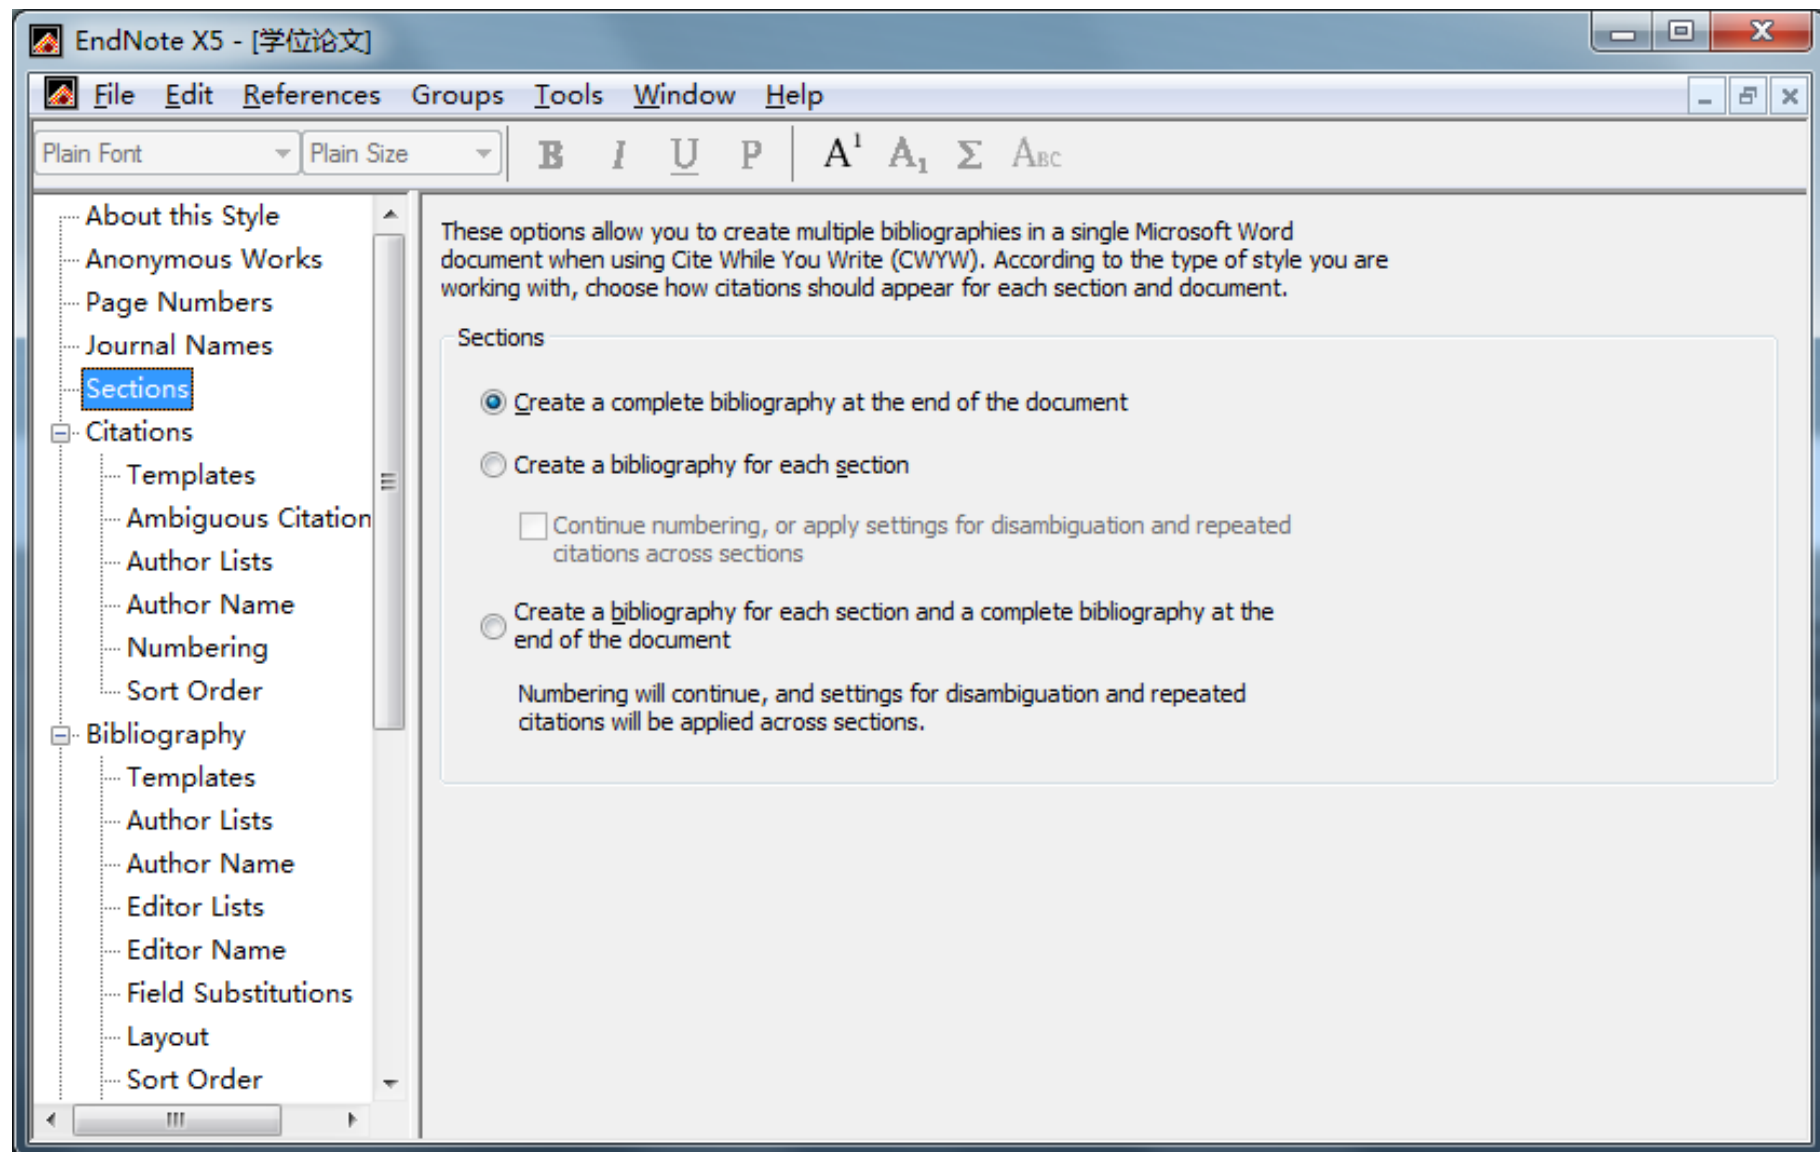 EndNote X5 - [学位论文]
File Edit References Groups Tools Window Help
Plain Font Plain Size B I U P A¹ A₁ Σ ABC
About this Style
Anonymous Works
Page Numbers
Journal Names
Sections
Citations
Templates
Ambiguous Citation
Author Lists
Author Name
Numbering
Sort Order
Bibliography
Templates
Author Lists
Author Name
Editor Lists
Editor Name
Field Substitutions
Layout
Sort Order
These options allow you to create multiple bibliographies in a single Microsoft Word
document when using Cite While You Write (CWYW). According to the type of style you are
working with, choose how citations should appear for each section and document.
Sections
Create a complete bibliography at the end of the document
Create a bibliography for each section
Continue numbering, or apply settings for disambiguation and repeated
citations across sections
Create a bibliography for each section and a complete bibliography at the
end of the document
Numbering will continue, and settings for disambiguation and repeated
citations will be applied across sections.